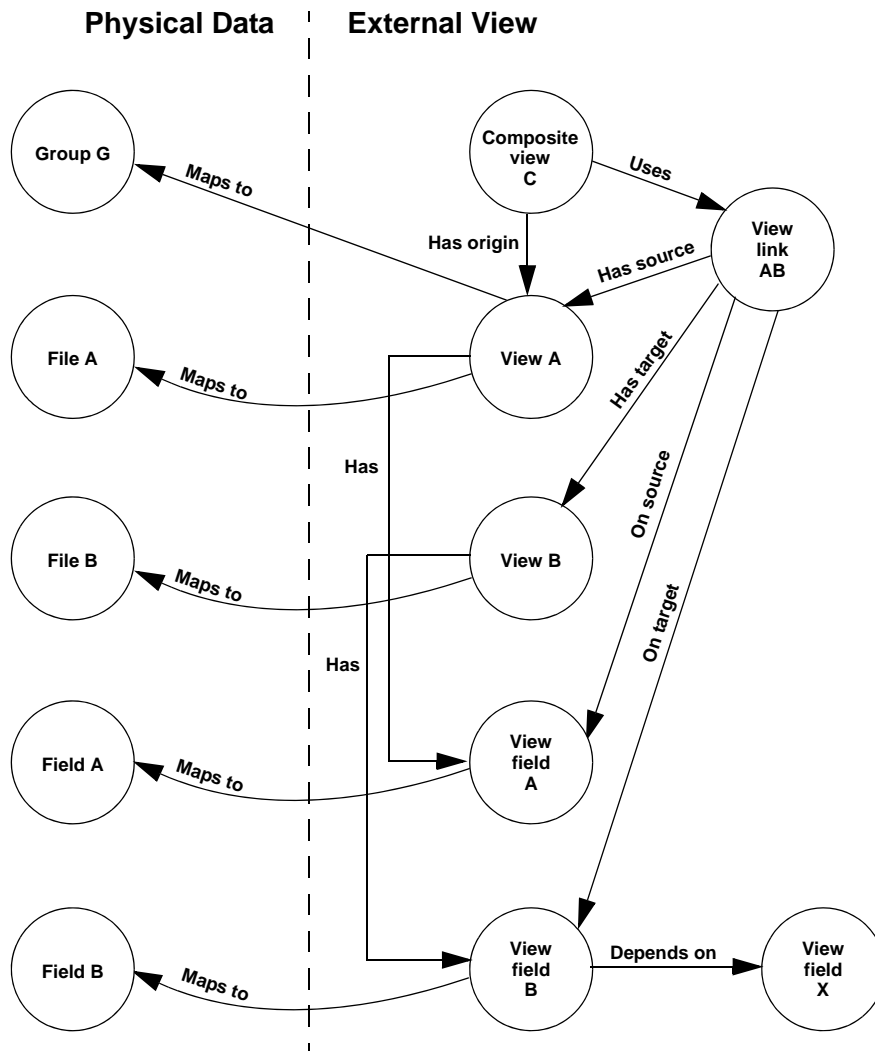 Physical Data
External View
Group G
Maps to
Composite
view
C
Uses
View
link
AB
Has origin
Has source
File A
Maps to
View A
Has target
Has
On source
File B
Maps to
View B
On target
Has
Field A
Maps to
View
field
A
Field B
Maps to
View
field
B
Depends on
View
field
X